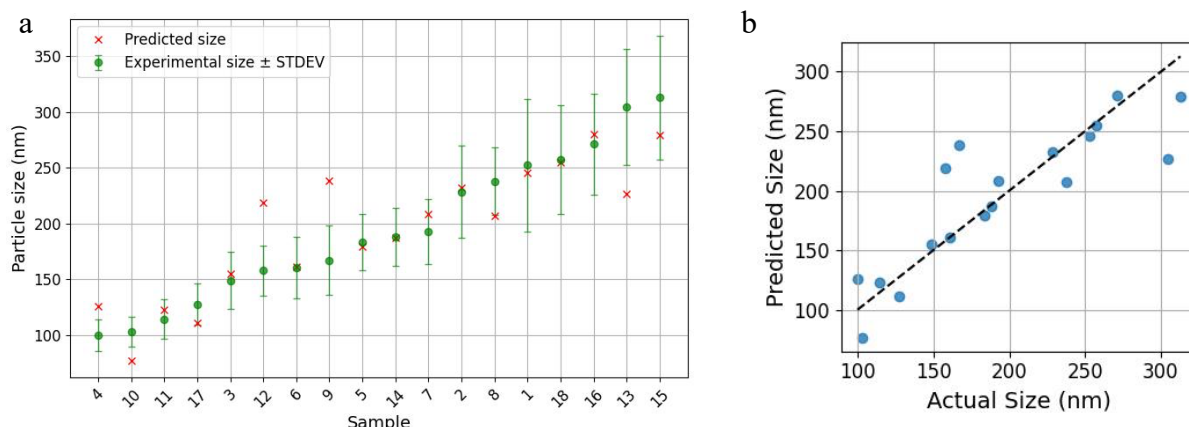 a
Predicted size
Experimental size ± STDEV
Particle size (nm)
350
300
250
200
150
100
4 10 11 17 3 12 6 9 5 14 7 2 8 1 18 16 13 15
Sample
b
Predicted Size (nm)
300
250
200
150
100
100 150 200 250 300
Actual Size (nm)